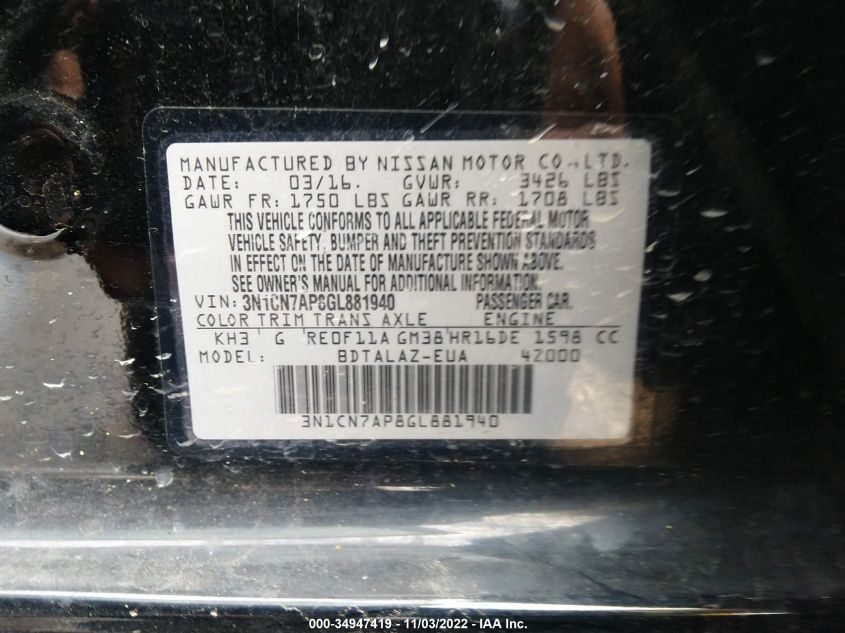 MANUFACTURED BY NISSAN MOTOR CO., LTD.
DATE: 03/16. GVWR: 3426 LBS
GAWR FR: 1750 LBS GAWR RR: 1708 LBS
THIS VEHICLE CONFORMS TO ALL APPLICABLE FEDERAL MOTOR
VEHICLE SAFETY, BUMPER AND THEFT PREVENTION STANDARDS
IN EFFECT ON THE DATE OF MANUFACTURE SHOWN ABOVE.
SEE OWNER'S MANUAL FOR ADDITIONAL INFORMATION.
VIN: 3N1CN7AP8GL881940 PASSENGER CAR.
COLOR TRIM TRANS AXLE ENGINE
KH3 G RE0F11A GM38 HR16DE 1598 CC
MODEL: BDTALAZ-EUA 42000
3N1CN7AP8GL881940
000-34947419 - 11/03/2022 - IAA Inc.